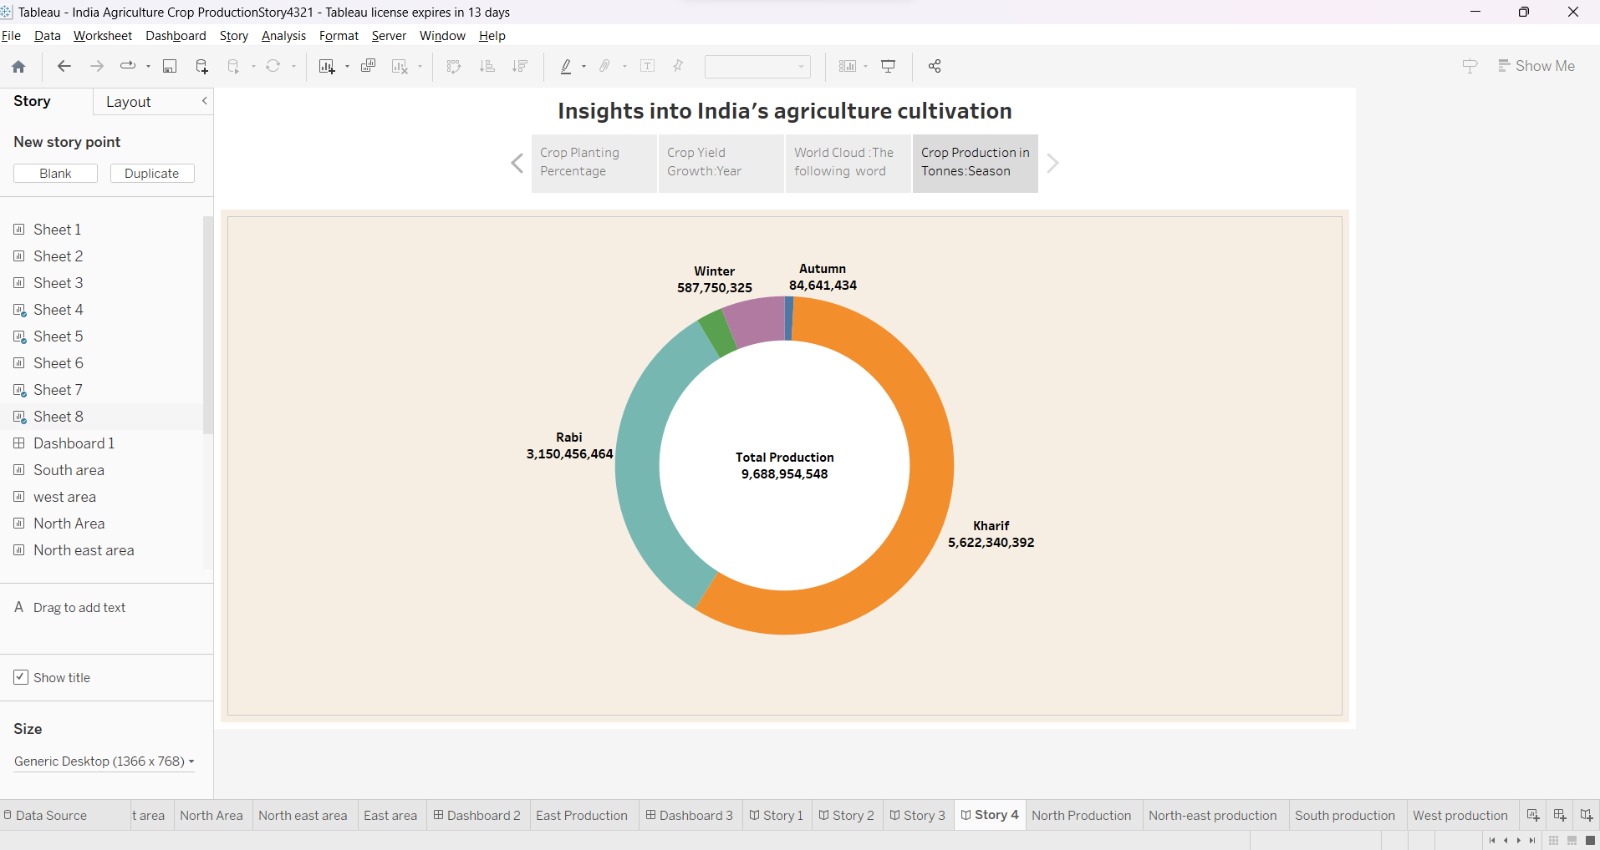 Tableau - India Agriculture Crop ProductionStory4321 - Tableau license expires in 13 days
File Data Worksheet Dashboard Story Analysis Format Server Window Help
Show Me
Story Layout
New story point
Blank Duplicate
Sheet 1
Sheet 2
Sheet 3
Sheet 4
Sheet 5
Sheet 6
Sheet 7
Sheet 8
Dashboard 1
South area
west area
North Area
North east area
A Drag to add text
Show title
Size
Generic Desktop (1366 x 768)
Insights into India's agriculture cultivation
Crop Planting
Percentage
Crop Yield
Growth:Year
World Cloud :The
following word
Crop Production in
Tonnes:Season
Winter
587,750,325
Autumn
84,641,434
Rabi
3,150,456,464
Total Production
9,688,954,548
Kharif
5,622,340,392
Data Source t area North Area North east area East area Dashboard 2 East Production Dashboard 3 Story 1 Story 2 Story 3 Story 4 North Production North-east production South production West production